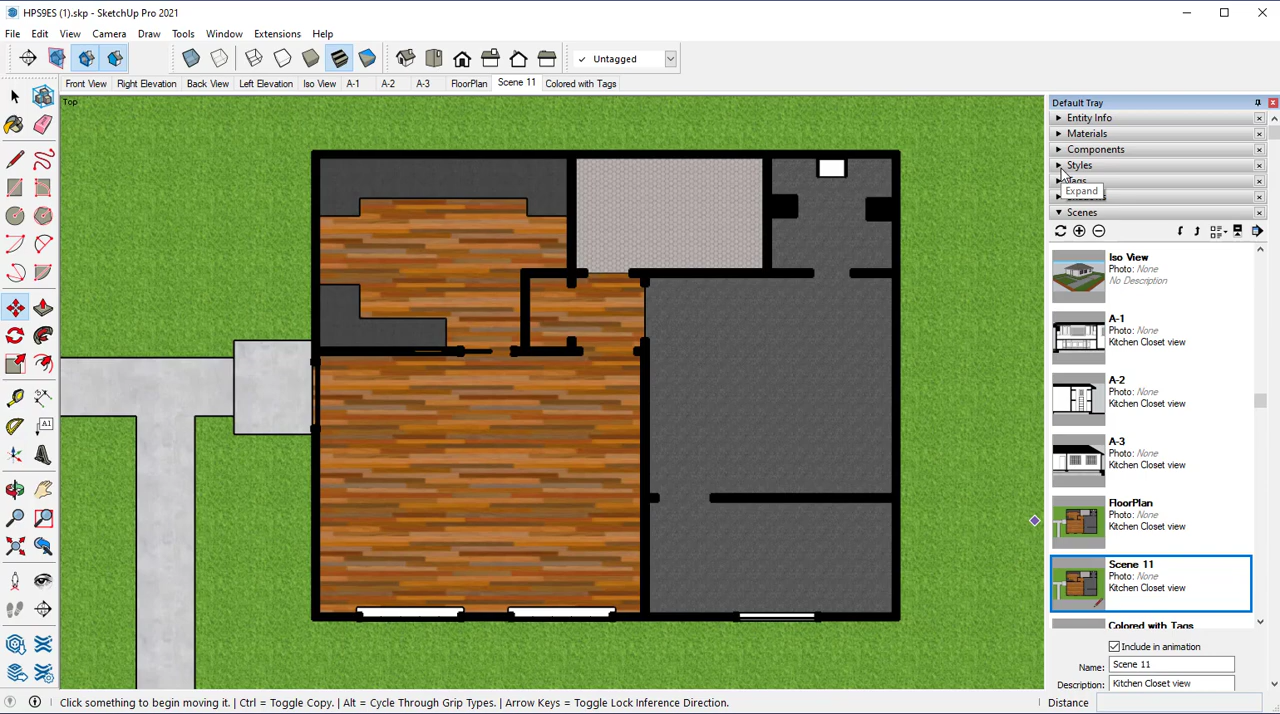 HPS9ES (1).skp - SketchUp Pro 2021
File Edit View Camera Draw Tools Window Extensions Help
Untagged
Front View Right Elevation Back View Left Elevation Iso View A-1 A-2 A-3 FloorPlan Scene 11 Colored with Tags
Top
Default Tray
Entity Info
Materials
Components
Styles
Tags
Expand
Scenes
Iso View
Photo: None
No Description
A-1
Photo: None
Kitchen Closet view
A-2
Photo: None
Kitchen Closet view
A-3
Photo: None
Kitchen Closet view
FloorPlan
Photo: None
Kitchen Closet view
Scene 11
Photo: None
Kitchen Closet view
Colored with Tags
Include in animation
Name: Scene 11
Description: Kitchen Closet view
A1
Click something to begin moving it. | Ctrl = Toggle Copy. | Alt = Cycle Through Grip Types. | Arrow Keys = Toggle Lock Inference Direction.
Distance